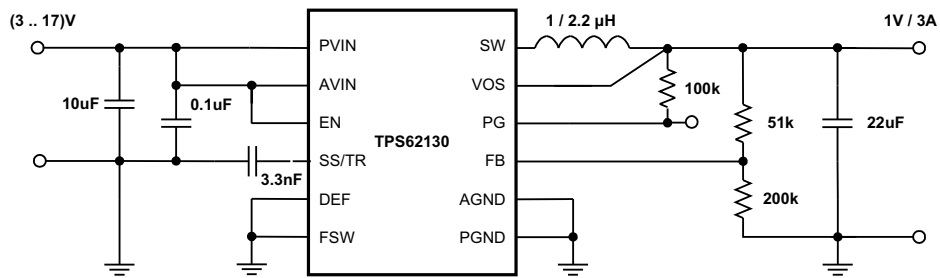 (3 .. 17)V
1 / 2.2 µH
1V / 3A
PVIN
SW
AVIN
VOS
10uF
0.1uF
100k
EN
PG
TPS62130
51k
22uF
SS/TR
FB
3.3nF
DEF
AGND
200k
FSW
PGND